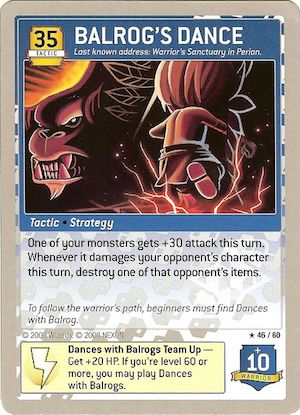 35
TACTIC
BALROG'S DANCE
Last known address: Warrior's Sanctuary in Perion.
Tactic • Strategy
One of your monsters gets +30 attack this turn.
Whenever it damages your opponent's character
this turn, destroy one of that opponent's items.
To follow the warrior's path, beginners must find Dances
with Balrog.
© 2008 Wizards © 2008 NEXON
★ 46 / 60
Dances with Balrogs Team Up —
Get +20 HP. If you're level 60 or
more, you may play Dances
with Balrogs.
10
WARRIOR